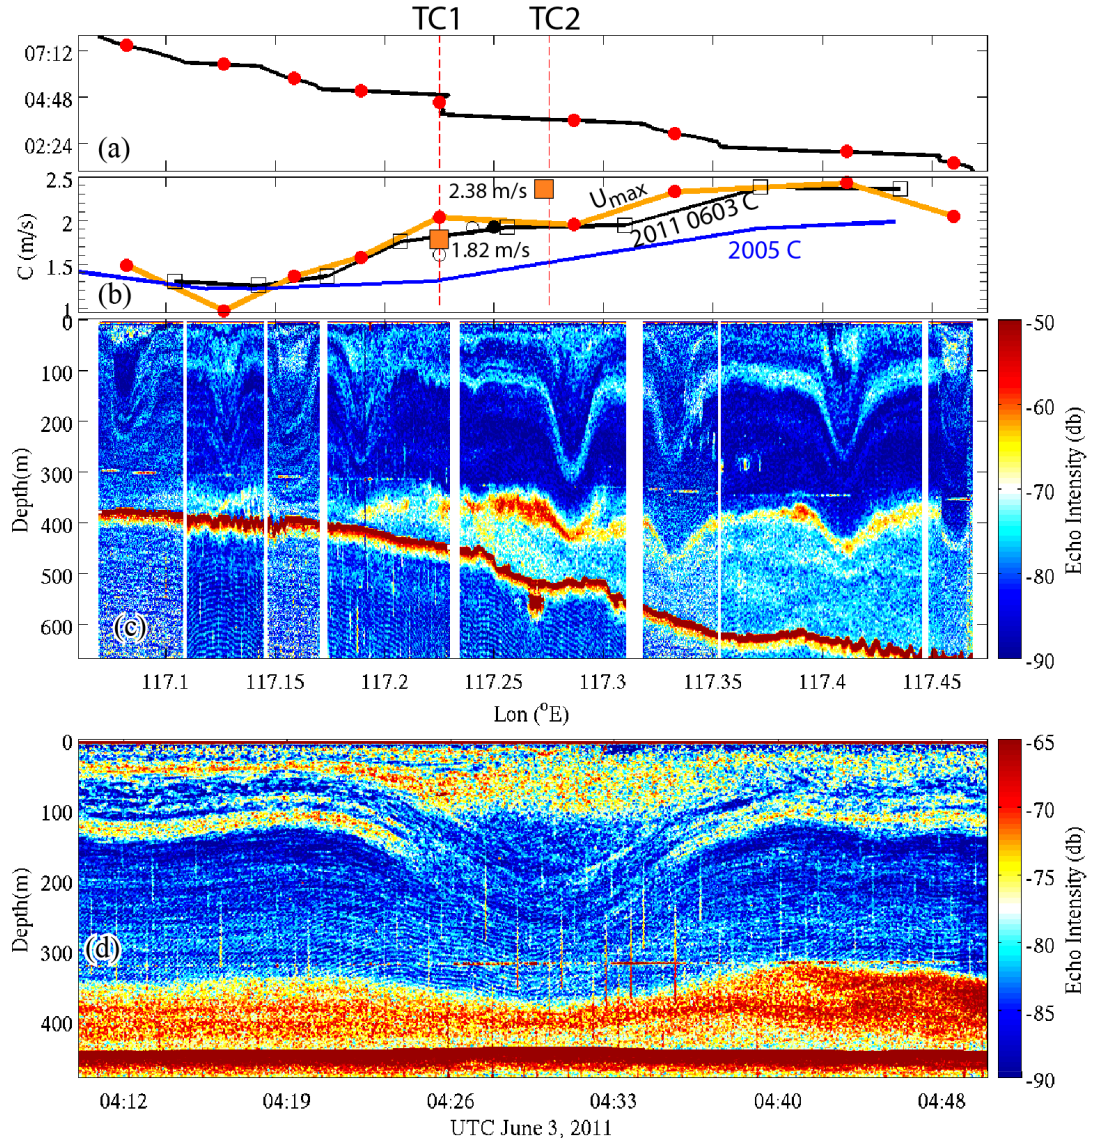 TC1 TC2
07:12
04:48
02:24
(a)
2.5
2
1.5
1
C (m/s)
2.38 m/s
Umax
2011 0603 C
1.82 m/s
2005 C
(b)
0
100
200
300
400
500
600
Depth(m)
(c)
117.1 117.15 117.2 117.25 117.3 117.35 117.4 117.45
Lon (oE)
-50
-60
-70
-80
-90
Echo Intensity (db)
0
100
200
300
400
Depth(m)
(d)
04:12 04:19 04:26 04:33 04:40 04:48
UTC June 3, 2011
-65
-70
-75
-80
-85
-90
Echo Intensity (db)